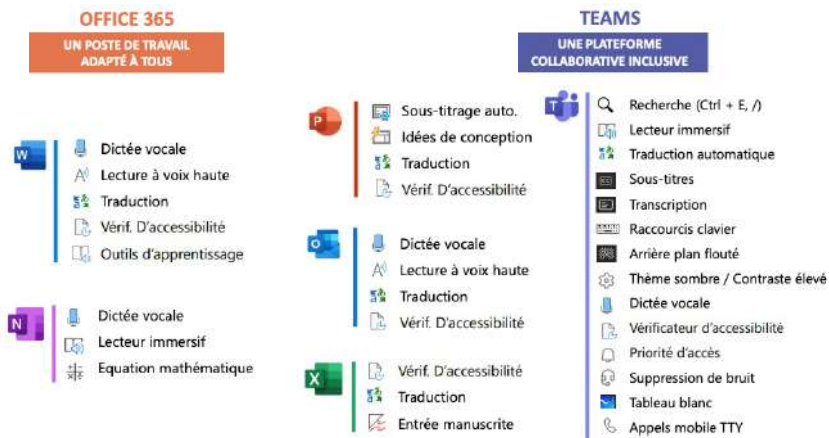 OFFICE 365
UN POSTE DE TRAVAIL
ADAPTÉ À TOUS
W
Dictée vocale
Lecture à voix haute
Traduction
Vérif. D'accessibilité
Outils d'apprentissage
N
Dictée vocale
Lecteur immersif
Equation mathématique
P
Sous-titrage auto.
Idées de conception
Traduction
Vérif. D'accessibilité
O
Dictée vocale
Lecture à voix haute
Traduction
Vérif. D'accessibilité
X
Vérif. D'accessibilité
Traduction
Entrée manuscrite
TEAMS
UNE PLATEFORME
COLLABORATIVE INCLUSIVE
T
Recherche (Ctrl + E, /)
Lecteur immersif
Traduction automatique
Sous-titres
Transcription
Raccourcis clavier
Arrière plan flouté
Thème sombre / Contraste élevé
Dictée vocale
Vérificateur d'accessibilité
Priorité d'accès
Suppression de bruit
Tableau blanc
Appels mobile TTY